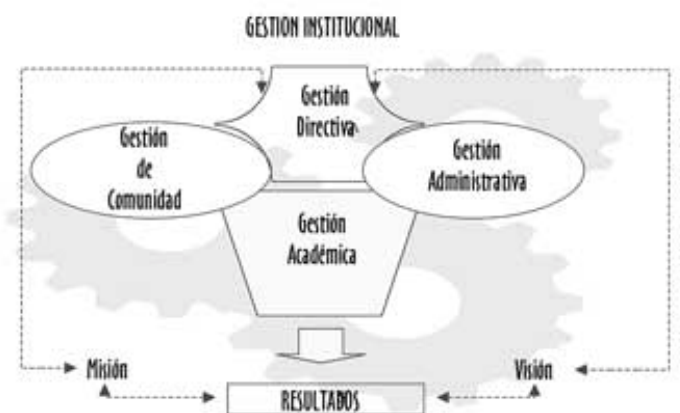 GESTION INSTITUCIONAL
Gestión
Directiva
Gestión
de
Comunidad
Gestión
Administrativa
Gestión
Académica
Misión
Visión
RESULTADOS